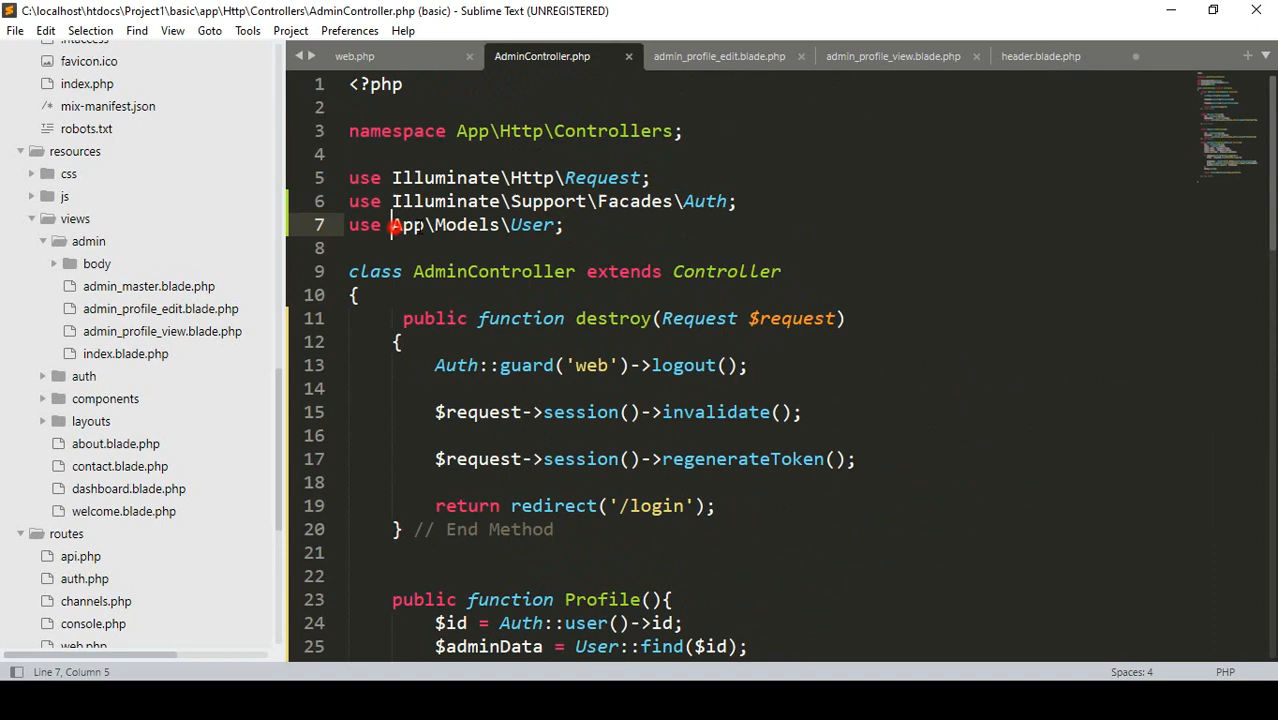 C:\localhost\htdocs\Project1\basic\app\Http\Controllers\AdminController.php (basic) - Sublime Text (UNREGISTERED)
File Edit Selection Find View Goto Tools Project Preferences Help
.htaccess
favicon.ico
index.php
mix-manifest.json
robots.txt
resources
css
js
views
admin
body
admin_master.blade.php
admin_profile_edit.blade.php
admin_profile_view.blade.php
index.blade.php
auth
components
layouts
about.blade.php
contact.blade.php
dashboard.blade.php
welcome.blade.php
routes
api.php
auth.php
channels.php
console.php
web.php
web.php AdminController.php admin_profile_edit.blade.php admin_profile_view.blade.php header.blade.php
1 <?php
2
3 namespace App\Http\Controllers;
4
5 use Illuminate\Http\Request;
6 use Illuminate\Support\Facades\Auth;
7 use App\Models\User;
8
9 class AdminController extends Controller
10 {
11 public function destroy(Request $request)
12 {
13 Auth::guard('web')->logout();
14
15 $request->session()->invalidate();
16
17 $request->session()->regenerateToken();
18
19 return redirect('/login');
20 } // End Method
21
22
23 public function Profile(){
24 $id = Auth::user()->id;
25 $adminData = User::find($id);
Line 7, Column 5 Spaces: 4 PHP